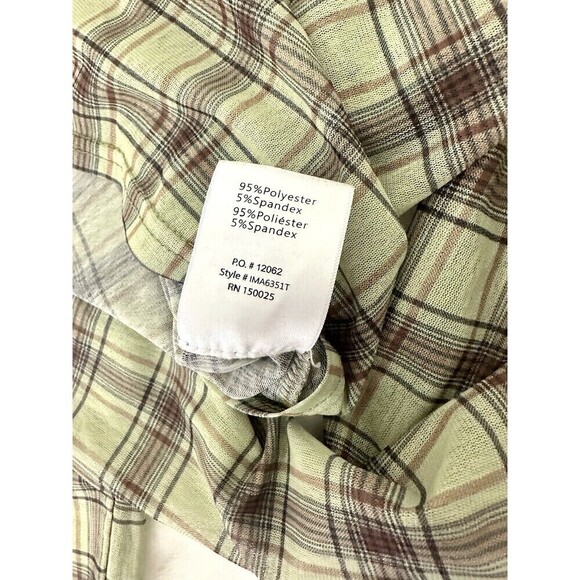 95%Polyester
5%Spandex
95%Poliéster
5%Spandex
P.O. # 12062
Style # IMA6351T
RN 150025